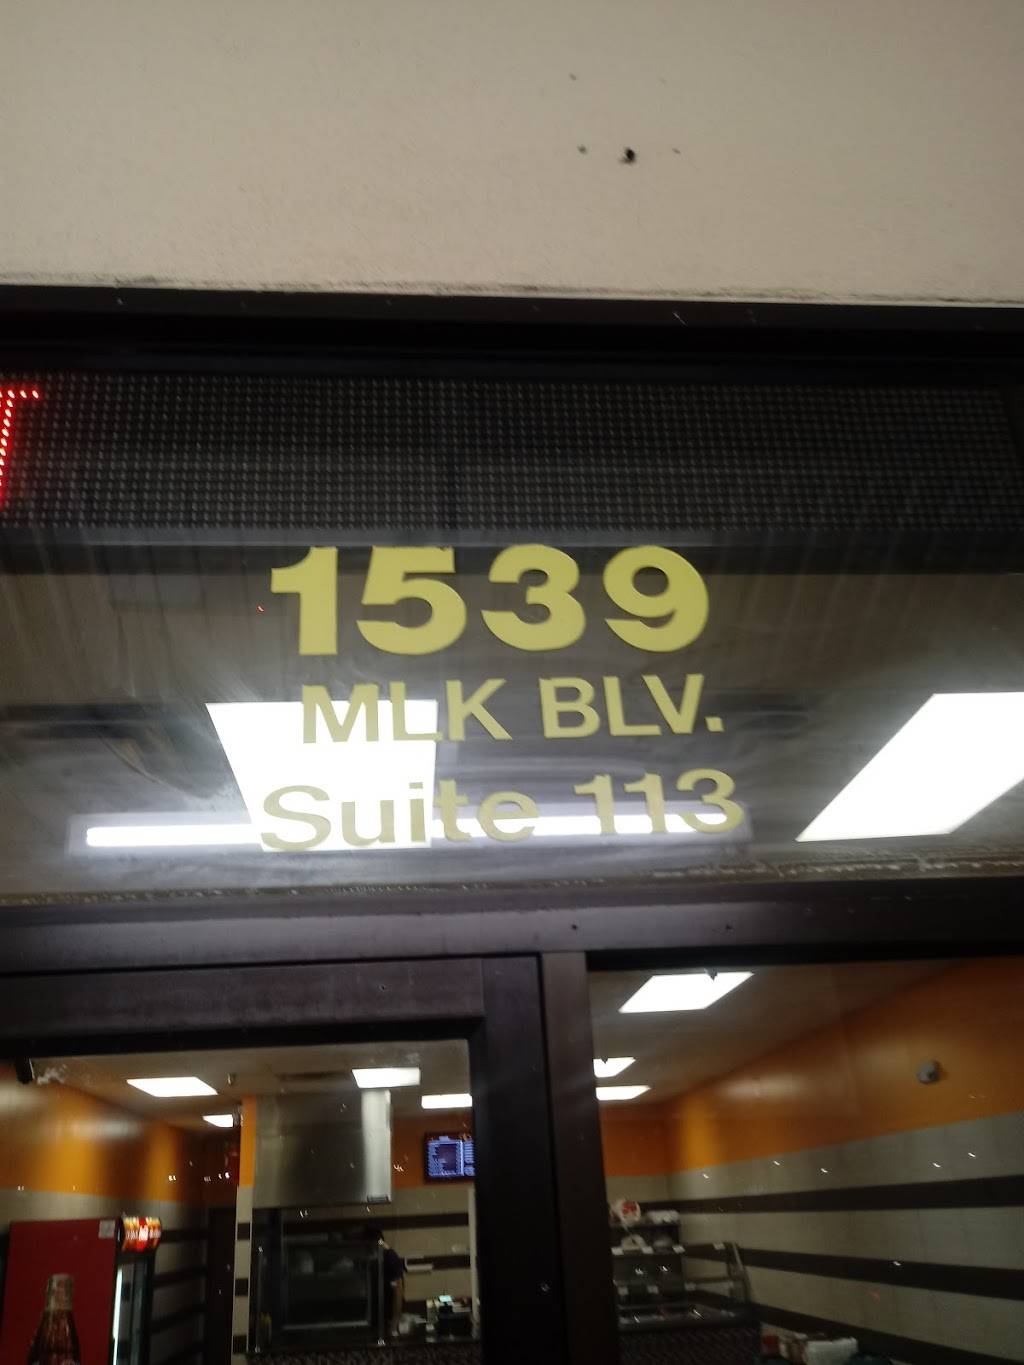 1539
MLK BLV.
Suite 113